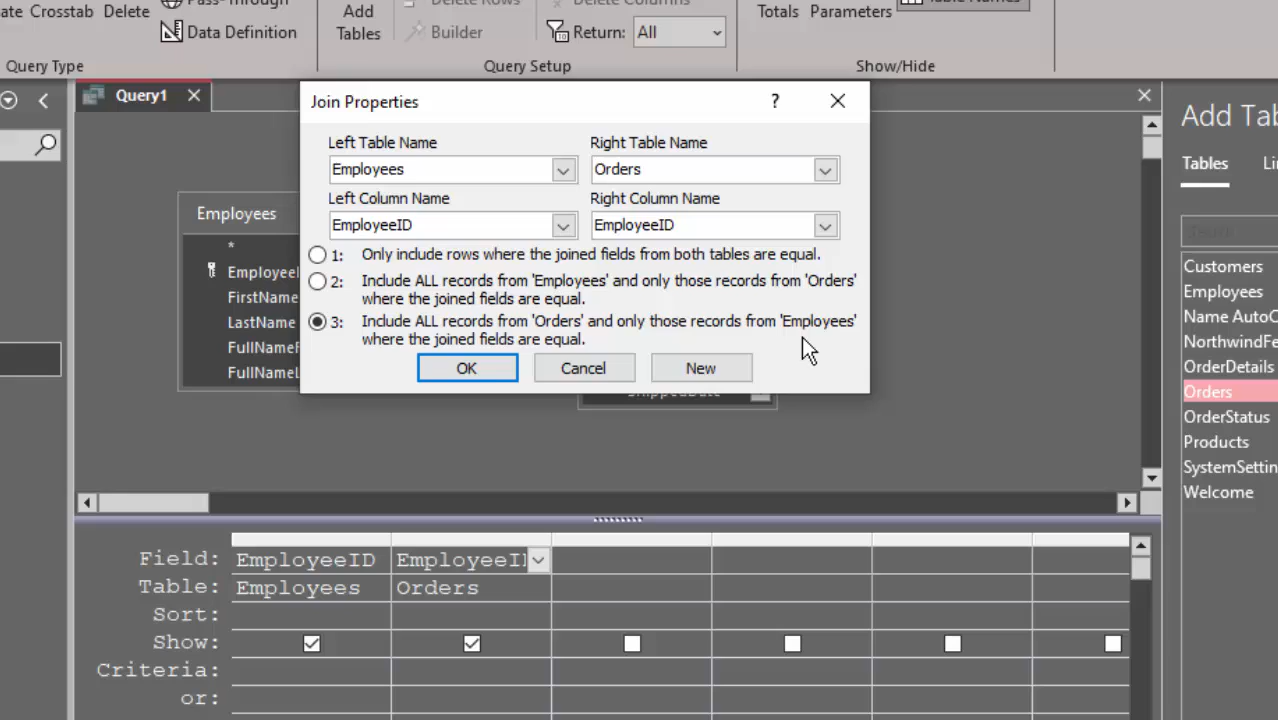 Crosstab Delete
Add
Tables
Delete Rows
Delete Columns
Totals Parameters
Data Definition
Builder
Return: All
Query Type
Query Setup
Show/Hide
Query1
Join Properties
?
Left Table Name
Right Table Name
Employees
Orders
Left Column Name
Right Column Name
EmployeeID
EmployeeID
1: Only include rows where the joined fields from both tables are equal.
2: Include ALL records from 'Employees' and only those records from 'Orders'
where the joined fields are equal.
3: Include ALL records from 'Orders' and only those records from 'Employees'
where the joined fields are equal.
OK
Cancel
New
Employees
*
EmployeeI
FirstName
LastName
FullNameF
FullNameL
ShippedDate
Add Tab
Tables
Lin
Search
Customers
Employees
Name AutoC
NorthwindFe
OrderDetails
Orders
OrderStatus
Products
SystemSettin
Welcome
Field: EmployeeID EmployeeI
Table: Employees Orders
Sort:
Show:
Criteria:
or: